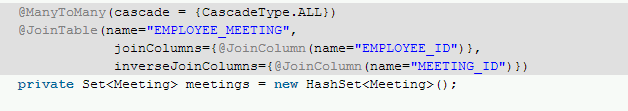 @ManyToMany(cascade = {CascadeType.ALL})
@JoinTable(name="EMPLOYEE_MEETING",
joinColumns={@JoinColumn(name="EMPLOYEE_ID")},
inverseJoinColumns={@JoinColumn(name="MEETING_ID")})
private Set<Meeting> meetings = new HashSet<Meeting>();